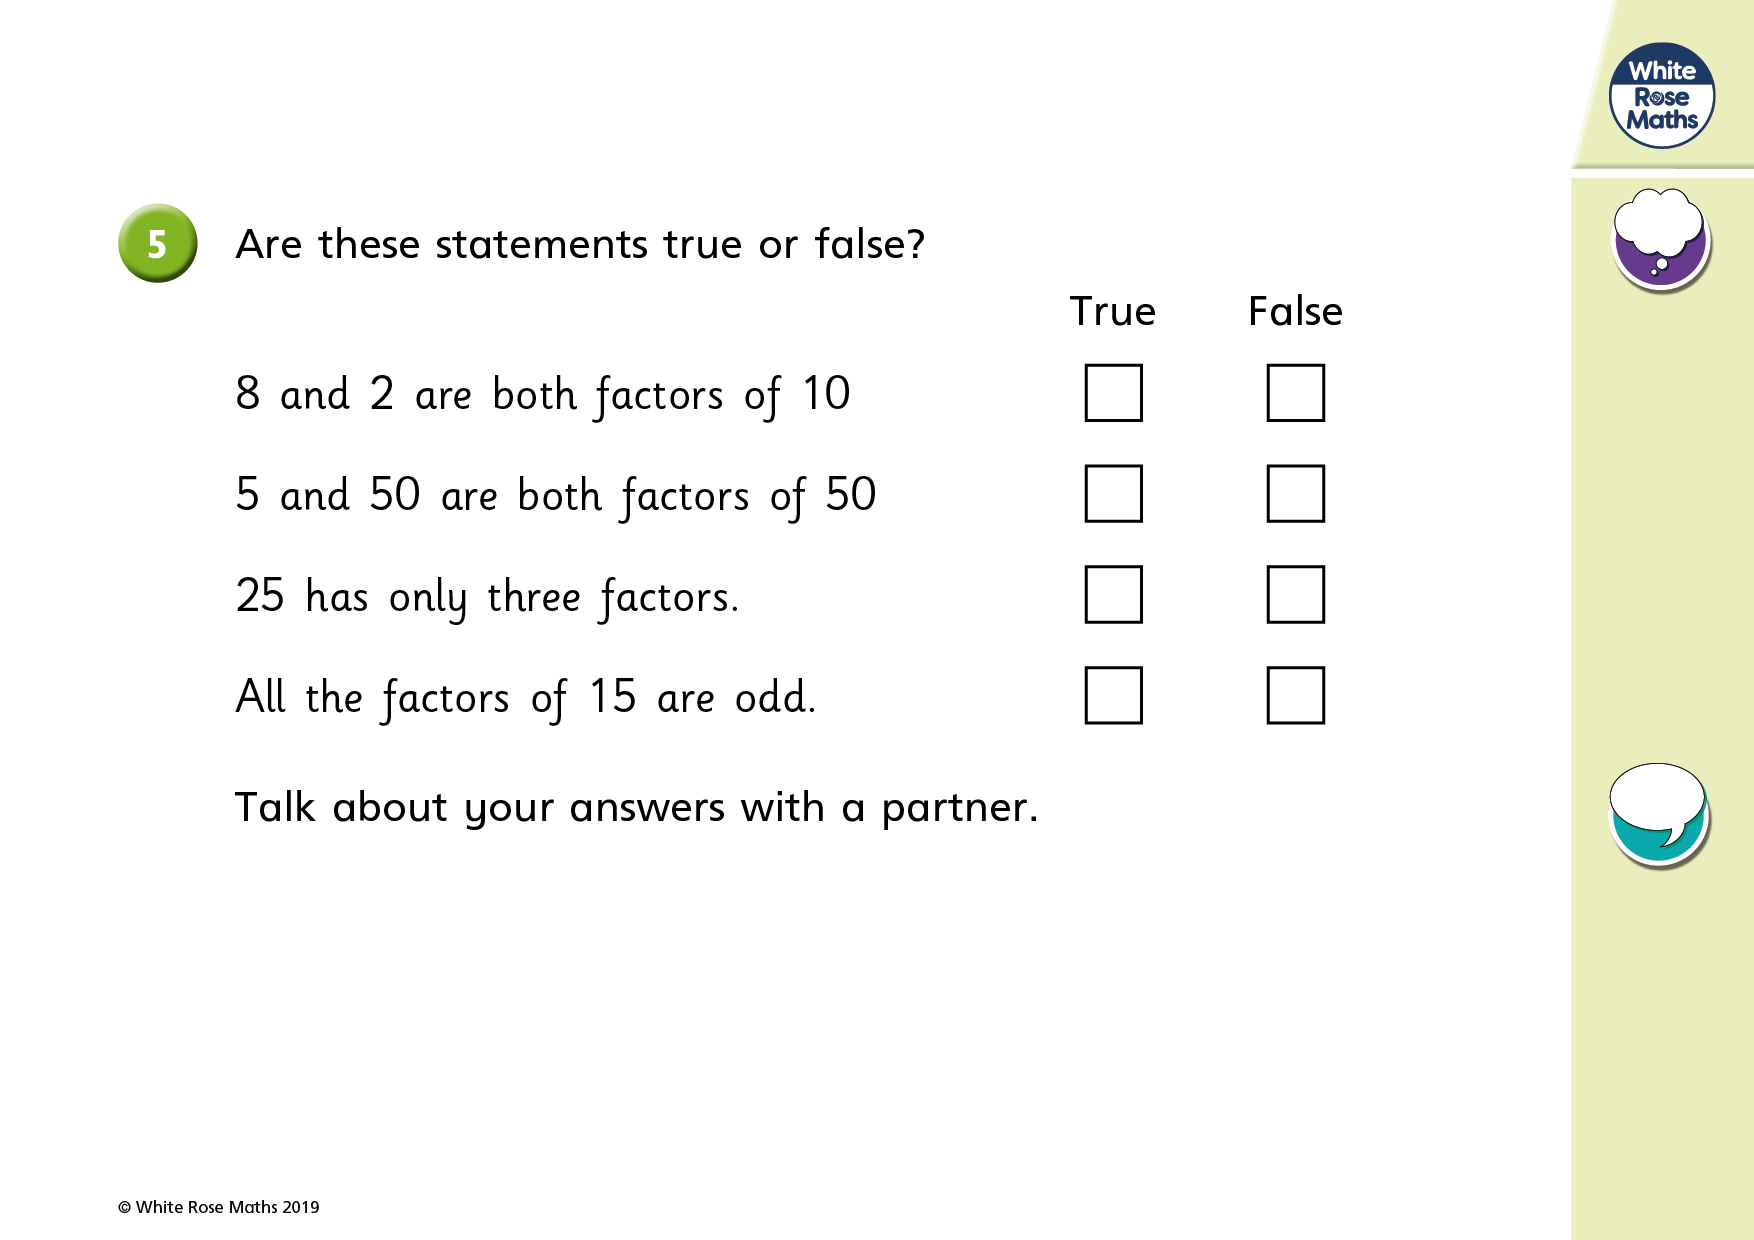 White
Rose
Maths
5 Are these statements true or false?
True False
8 and 2 are both factors of 10
5 and 50 are both factors of 50
25 has only three factors.
All the factors of 15 are odd.
Talk about your answers with a partner.
© White Rose Maths 2019